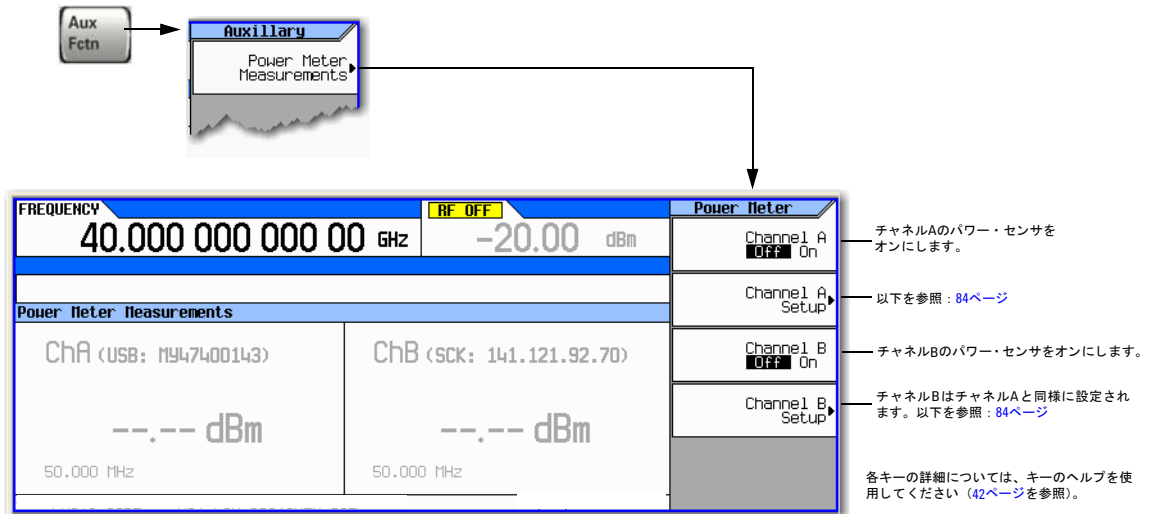 Aux
Fctn
Auxillary
Power Meter
Measurements
FREQUENCY
40.000 000 000 00 GHz
RF OFF
-20.00 dBm
Power Meter
Channel A
Off On
チャネルAのパワー・センサを
オンにします。
Channel A
Setup
以下を参照：84ページ
Power Meter Measurements
ChA (USB: MY47400143)
ChB (SCK: 141.121.92.70)
Channel B
Off On
チャネルBのパワー・センサをオンにします。
Channel B
Setup
チャネルBはチャネルAと同様に設定され
ます。以下を参照：84ページ
--.-- dBm
--.-- dBm
50.000 MHz
50.000 MHz
各キーの詳細については、キーのヘルプを使
用してください（42ページを参照）。